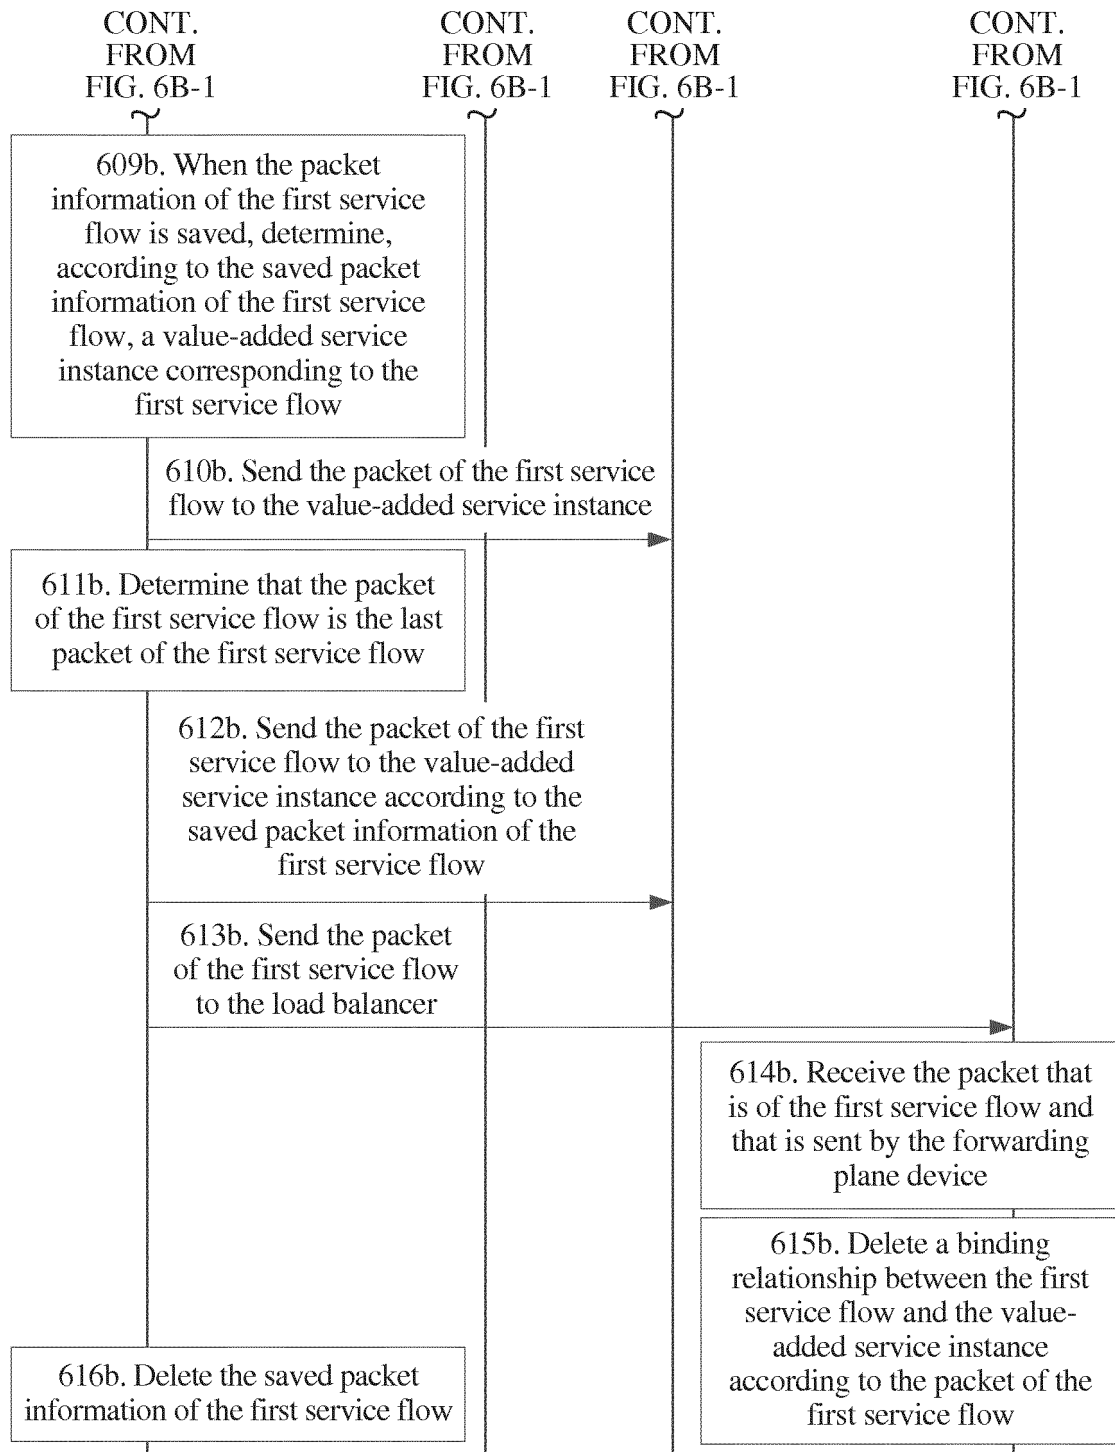 CONT.
FROM
FIG. 6B-1
CONT.
FROM
FIG. 6B-1
CONT.
FROM
FIG. 6B-1
CONT.
FROM
FIG. 6B-1
609b. When the packet
information of the first service
flow is saved, determine,
according to the saved packet
information of the first service
flow, a value-added service
instance corresponding to the
first service flow
610b. Send the packet of the first service
flow to the value-added service instance
611b. Determine that the packet
of the first service flow is the last
packet of the first service flow
612b. Send the packet of the first
service flow to the value-added
service instance according to the
saved packet information of the
first service flow
613b. Send the packet
of the first service flow
to the load balancer
614b. Receive the packet that
is of the first service flow and
that is sent by the forwarding
plane device
615b. Delete a binding
relationship between the first
service flow and the value-
added service instance
according to the packet of the
first service flow
616b. Delete the saved packet
information of the first service flow